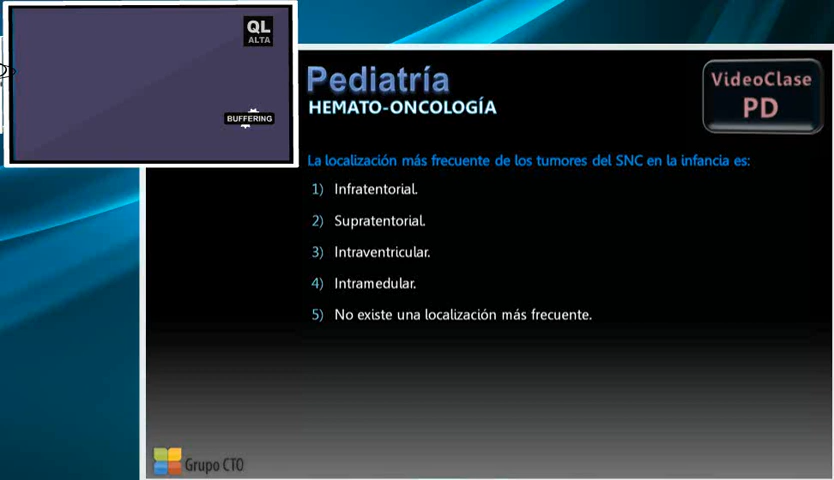 QL
ALTA
BUFFERING
Pediatría
HEMATO-ONCOLOGÍA
VideoClase
PD
La localización más frecuente de los tumores del SNC en la infancia es:
1) Infratentorial.
2) Supratentorial.
3) Intraventricular.
4) Intramedular.
5) No existe una localización más frecuente.
Grupo CTO